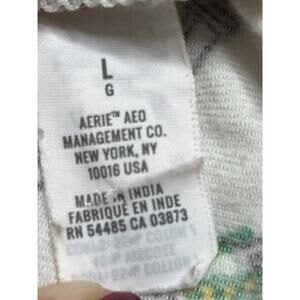 L
G
AERIE™ AEO
MANAGEMENT CO.
NEW YORK, NY
10016 USA
MADE IN INDIA
FABRIQUÉ EN INDE
RN 54485 CA 03873